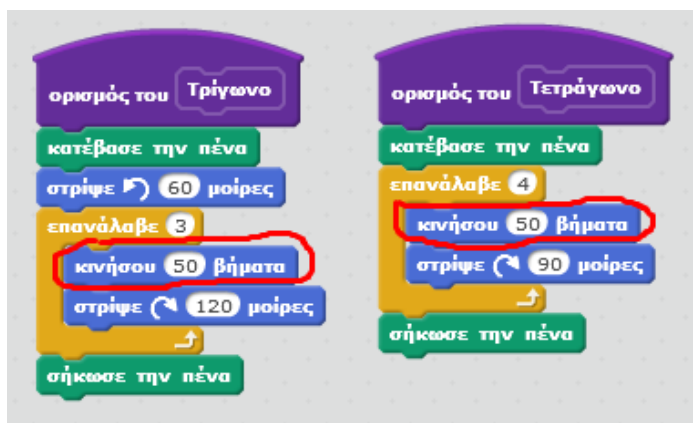 ορισμός του Τρίγωνο
κατέβασε την πένα
στρίψε 60 μοίρες
επανάλαβε 3
κινήσου 50 βήματα
στρίψε 120 μοίρες
σήκωσε την πένα
ορισμός του Τετράγωνο
κατέβασε την πένα
επανάλαβε 4
κινήσου 50 βήματα
στρίψε 90 μοίρες
σήκωσε την πένα